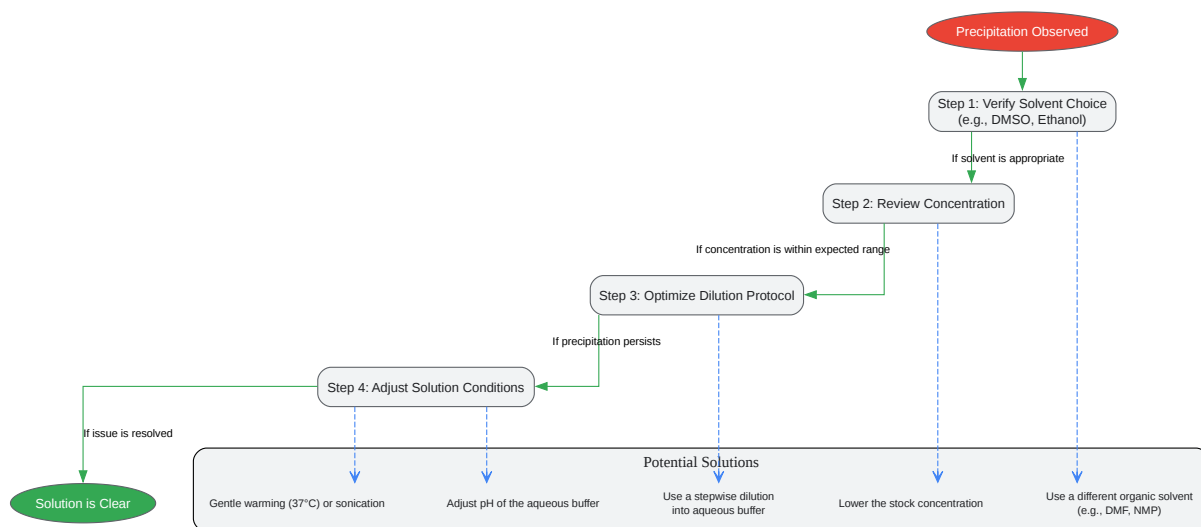 Precipitation Observed
Step 1: Verify Solvent Choice
(e.g., DMSO, Ethanol)
If solvent is appropriate
Step 2: Review Concentration
If concentration is within expected range
Step 3: Optimize Dilution Protocol
If precipitation persists
Step 4: Adjust Solution Conditions
If issue is resolved
Solution is Clear
Potential Solutions
Gentle warming (37°C) or sonication
Adjust pH of the aqueous buffer
Use a stepwise dilution
into aqueous buffer
Lower the stock concentration
Use a different organic solvent
(e.g., DMF, NMP)